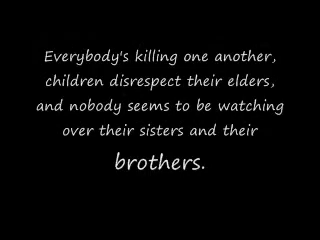 Everybody's killing one another,
children disrespect their elders,
and nobody seems to be watching
over their sisters and their
brothers.